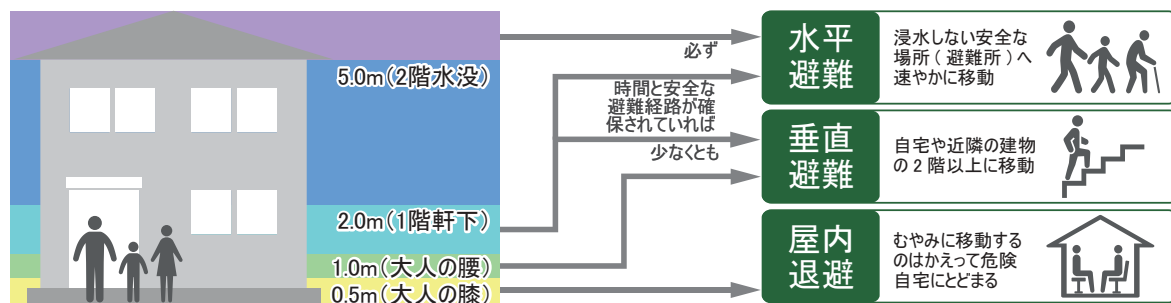 5.0m(2階水没)
2.0m(1階軒下)
1.0m(大人の腰)
0.5m(大人の膝)
必ず
時間と安全な
避難経路が確
保されていれば
少なくとも
水平
避難
浸水しない安全な
場所(避難所)へ
速やかに移動
垂直
避難
自宅や近隣の建物
の2階以上に移動
屋内
退避
むやみに移動する
のはかえって危険
自宅にとどまる